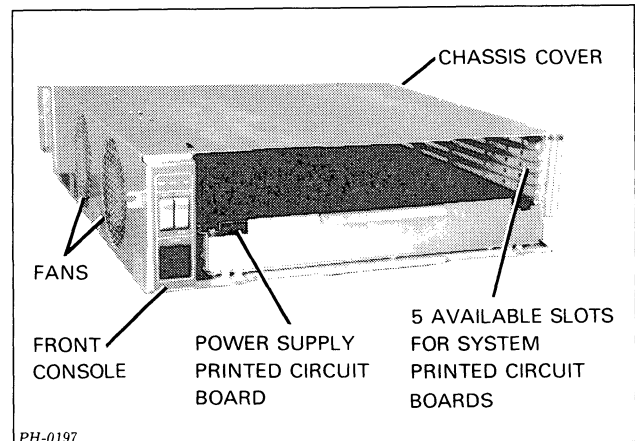 CHASSIS COVER
FANS
FRONT
CONSOLE
POWER SUPPLY
PRINTED CIRCUIT
BOARD
5 AVAILABLE SLOTS
FOR SYSTEM
PRINTED CIRCUIT
BOARDS
PH-0197